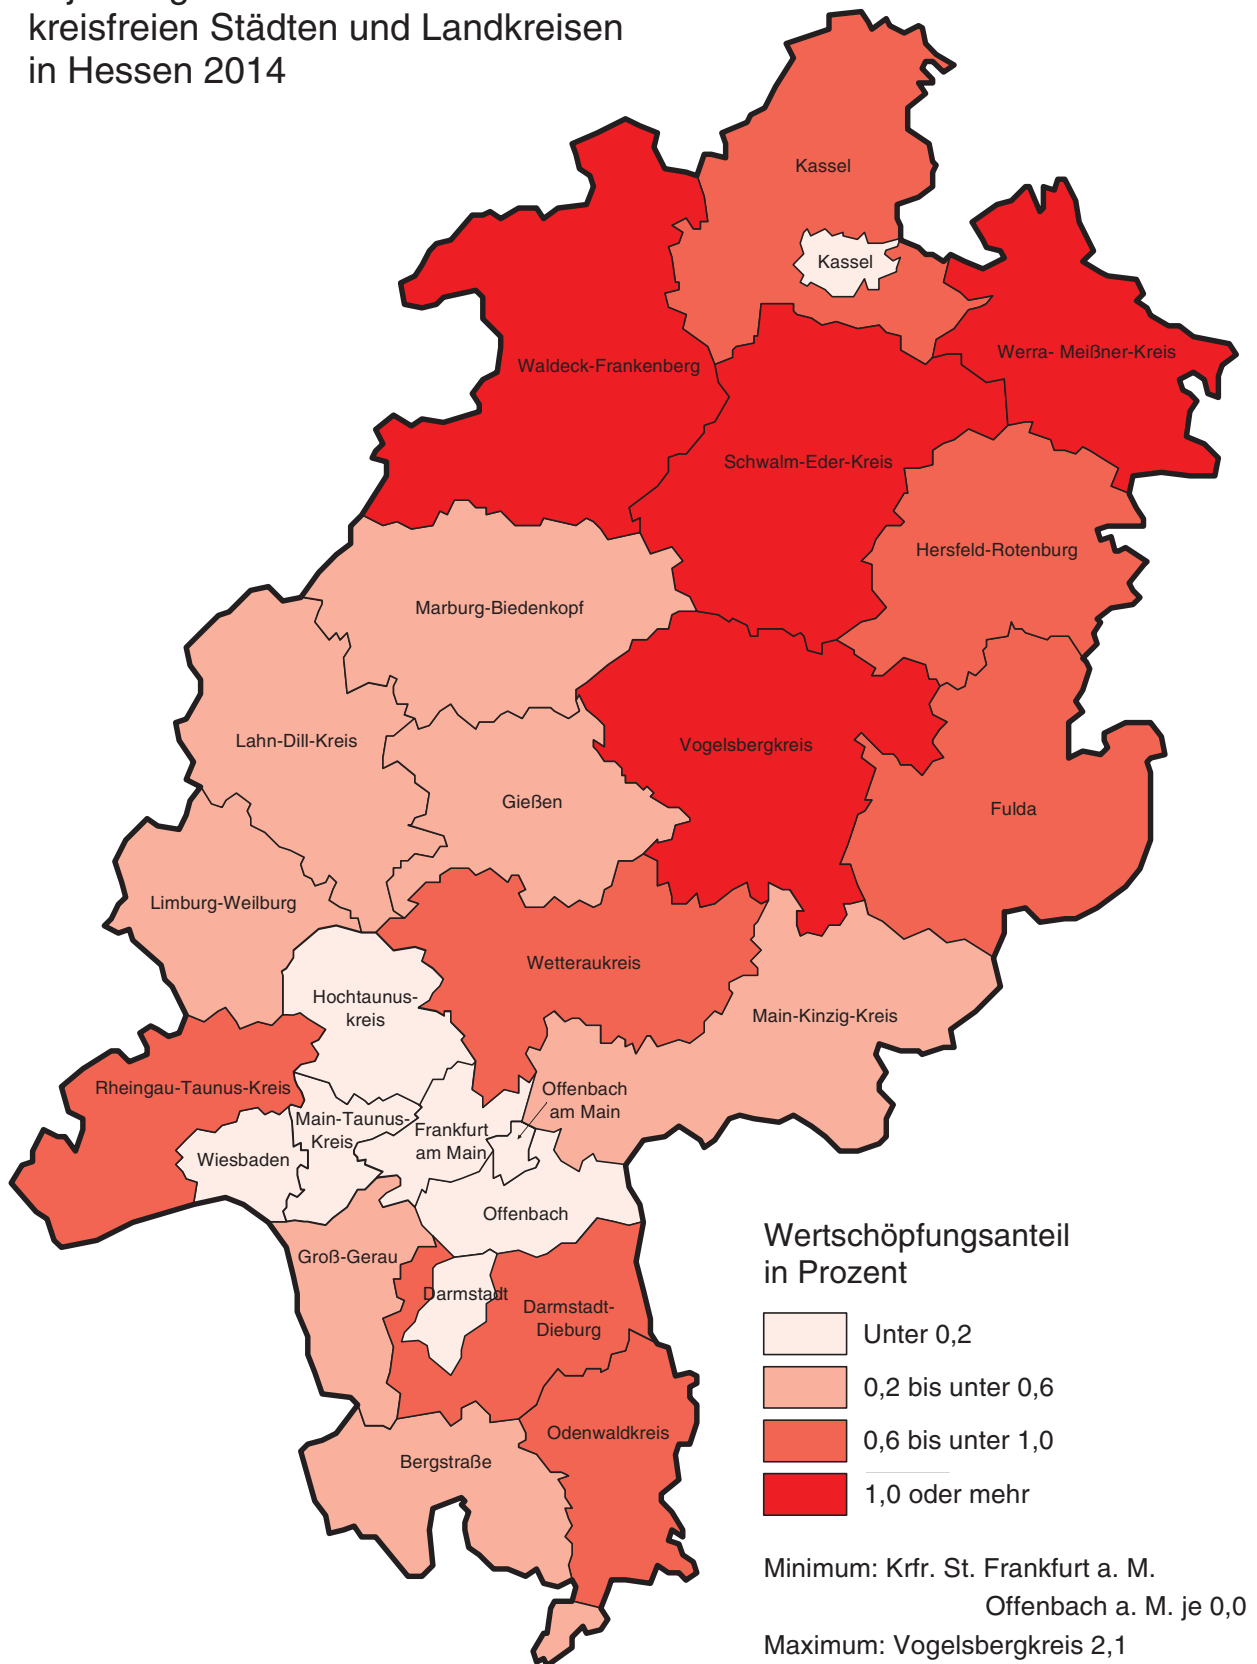 kreisfreien Städten und Landkreisen
in Hessen 2014
Kassel
Kassel
Werra- Meißner-Kreis
Waldeck-Frankenberg
Schwalm-Eder-Kreis
Hersfeld-Rotenburg
Marburg-Biedenkopf
Lahn-Dill-Kreis
Vogelsbergkreis
Gießen
Fulda
Limburg-Weilburg
Wetteraukreis
Hochtaunus-
kreis
Main-Kinzig-Kreis
Rheingau-Taunus-Kreis
Offenbach
am Main
Main-Taunus-
Kreis
Frankfurt
am Main
Wiesbaden
Offenbach
Groß-Gerau
Darmstadt
Darmstadt-
Dieburg
Odenwaldkreis
Bergstraße
Wertschöpfungsanteil
in Prozent
Unter 0,2
0,2 bis unter 0,6
0,6 bis unter 1,0
1,0 oder mehr
Minimum: Krfr. St. Frankfurt a. M.
Offenbach a. M. je 0,0
Maximum: Vogelsbergkreis 2,1